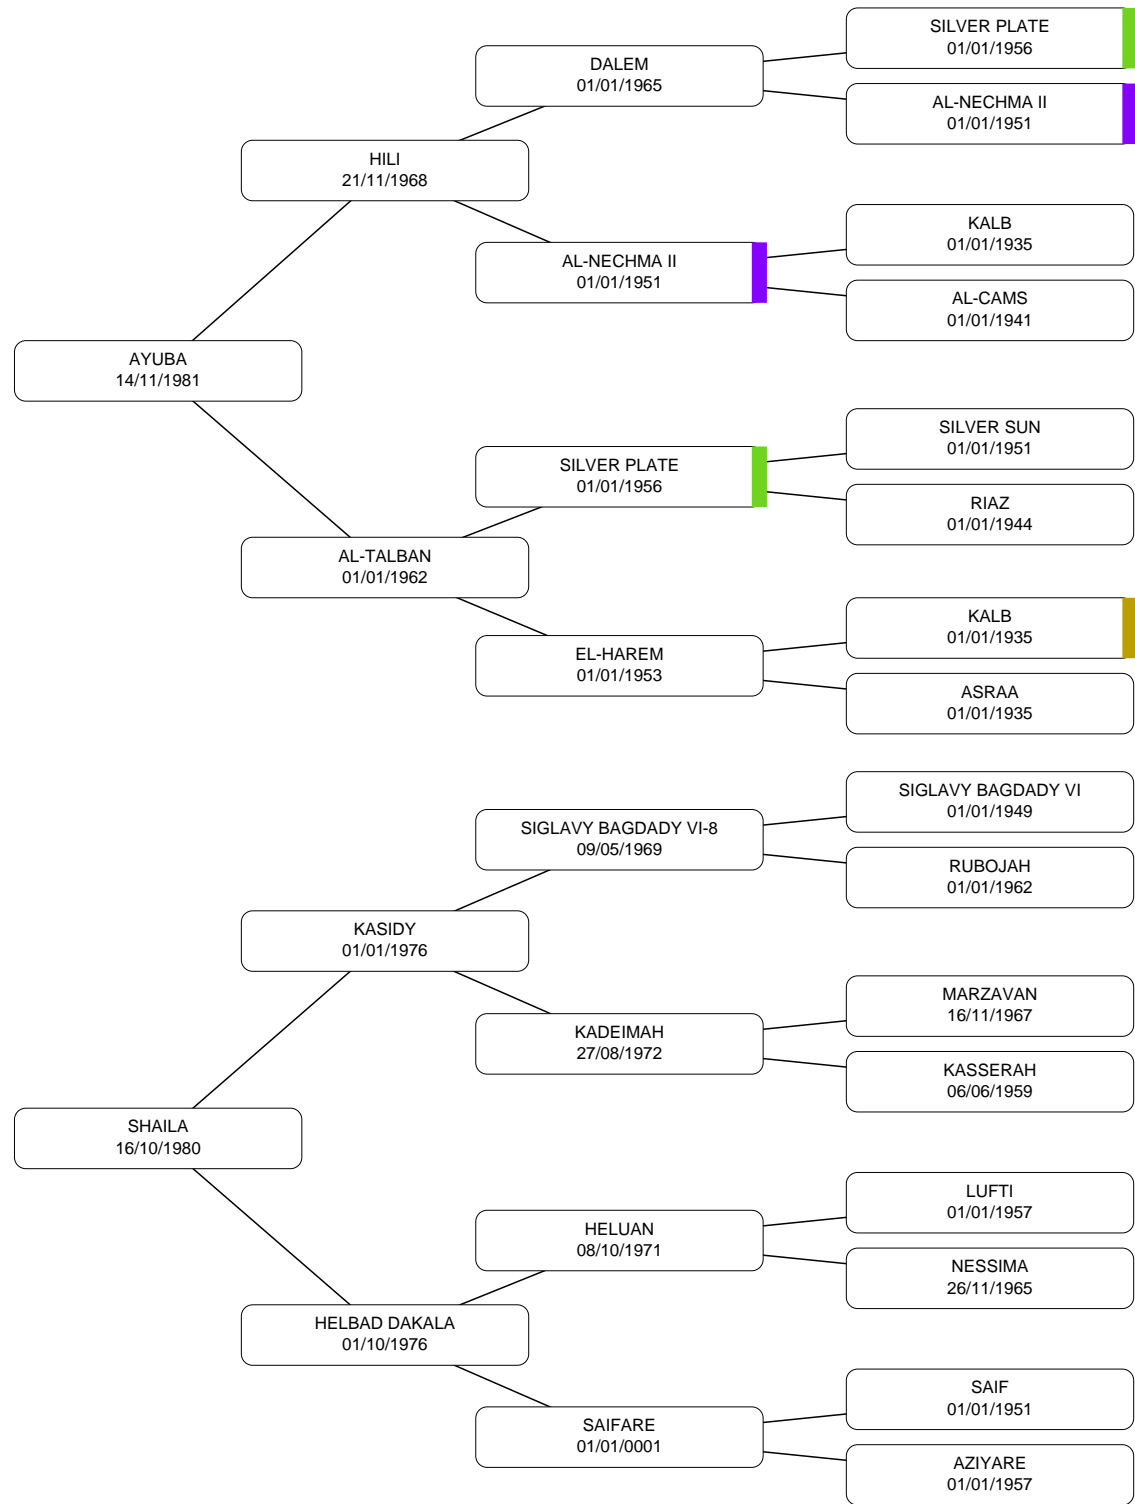 SILVER PLATE
01/01/1956
DALEM
01/01/1965
AL-NECHMA II
01/01/1951
HILI
21/11/1968
KALB
01/01/1935
AL-NECHMA II
01/01/1951
AL-CAMS
01/01/1941
AYUBA
14/11/1981
SILVER SUN
01/01/1951
SILVER PLATE
01/01/1956
RIAZ
01/01/1944
AL-TALBAN
01/01/1962
KALB
01/01/1935
EL-HAREM
01/01/1953
ASRAA
01/01/1935
SIGLAVY BAGDADY VI
01/01/1949
SIGLAVY BAGDADY VI-8
09/05/1969
RUBOJAH
01/01/1962
KASIDY
01/01/1976
MARZAVAN
16/11/1967
KADEIMAH
27/08/1972
KASSERAH
06/06/1959
SHAILA
16/10/1980
LUFTI
01/01/1957
HELUAN
08/10/1971
NESSIMA
26/11/1965
HELBAD DAKALA
01/10/1976
SAIF
01/01/1951
SAIFARE
01/01/0001
AZIYARE
01/01/1957